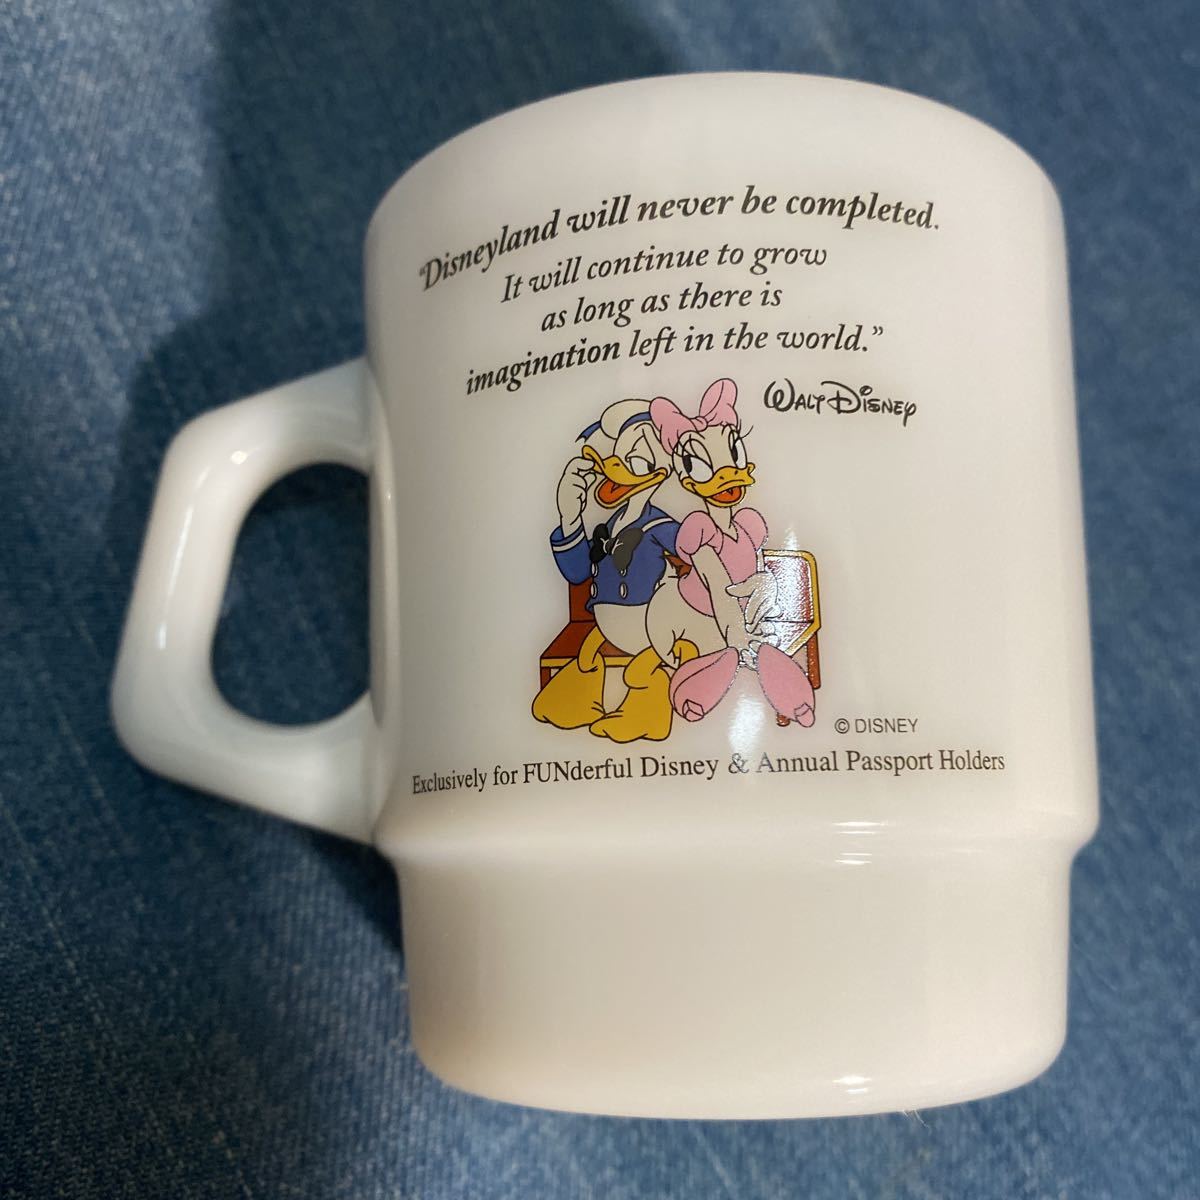 "Disneyland will never be completed.
It will continue to grow
as long as there is
imagination left in the world."
WALT DISNEY
© DISNEY
Exclusively for FUNderful Disney & Annual Passport Holders